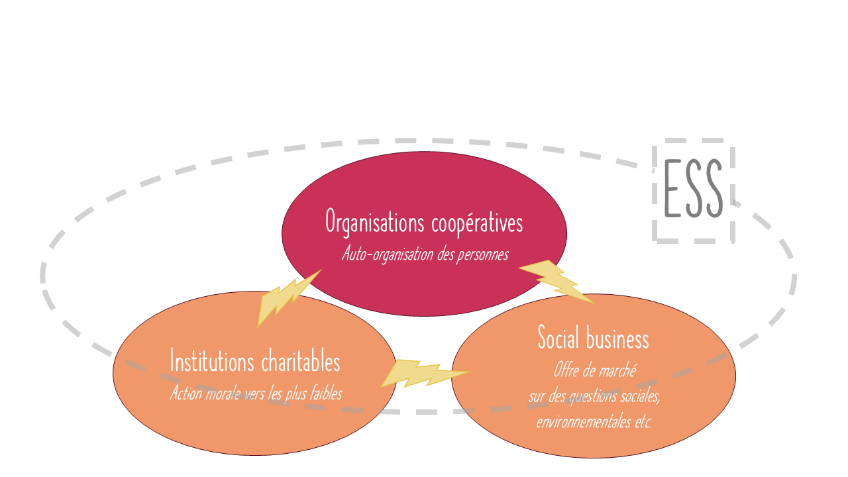 ESS
Organisations coopératives
Auto-organisation des personnes
Institutions charitables
Action morale vers les plus faibles
Social business
Offre de marché
sur des questions sociales,
environnementales etc.